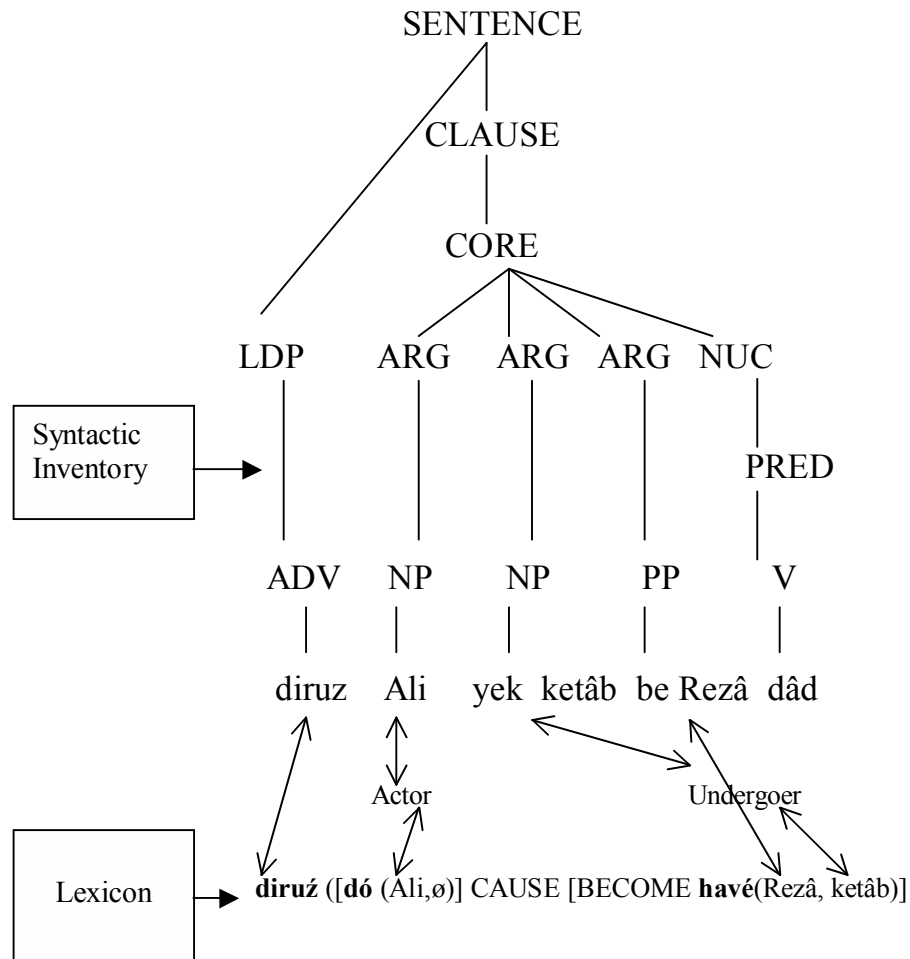 SENTENCE
CLAUSE
CORE
LDP ARG ARG ARG NUC
Syntactic
Inventory
PRED
ADV NP NP PP V
diruz Ali yek ketâb be Rezâ dâd
Actor Undergoer
Lexicon
diruź ([dó (Ali,ø)] CAUSE [BECOME havé(Rezâ, ketâb)]